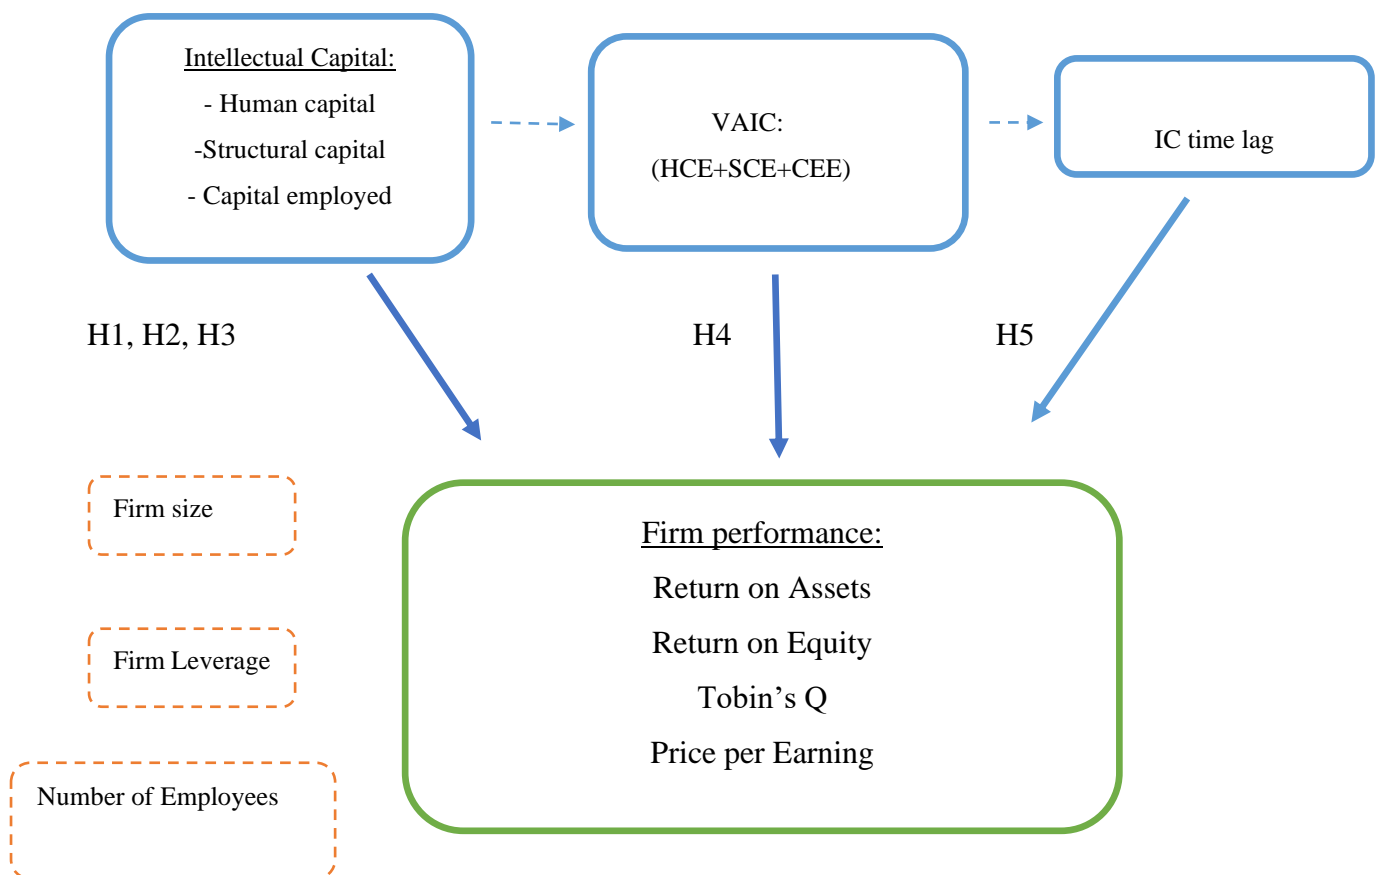 Intellectual Capital:
- Human capital
-Structural capital
- Capital employed
VAIC:
(HCE+SCE+CEE)
IC time lag
H1, H2, H3
H4
H5
Firm size
Firm Leverage
Number of Employees
Firm performance:
Return on Assets
Return on Equity
Tobin’s Q
Price per Earning